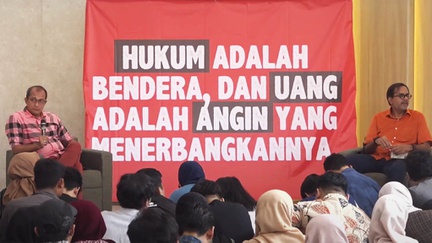 HUKUM ADALAH
BENDERA, DAN UANG
ADALAH ANGIN YANG
MENERBANGKANNYA